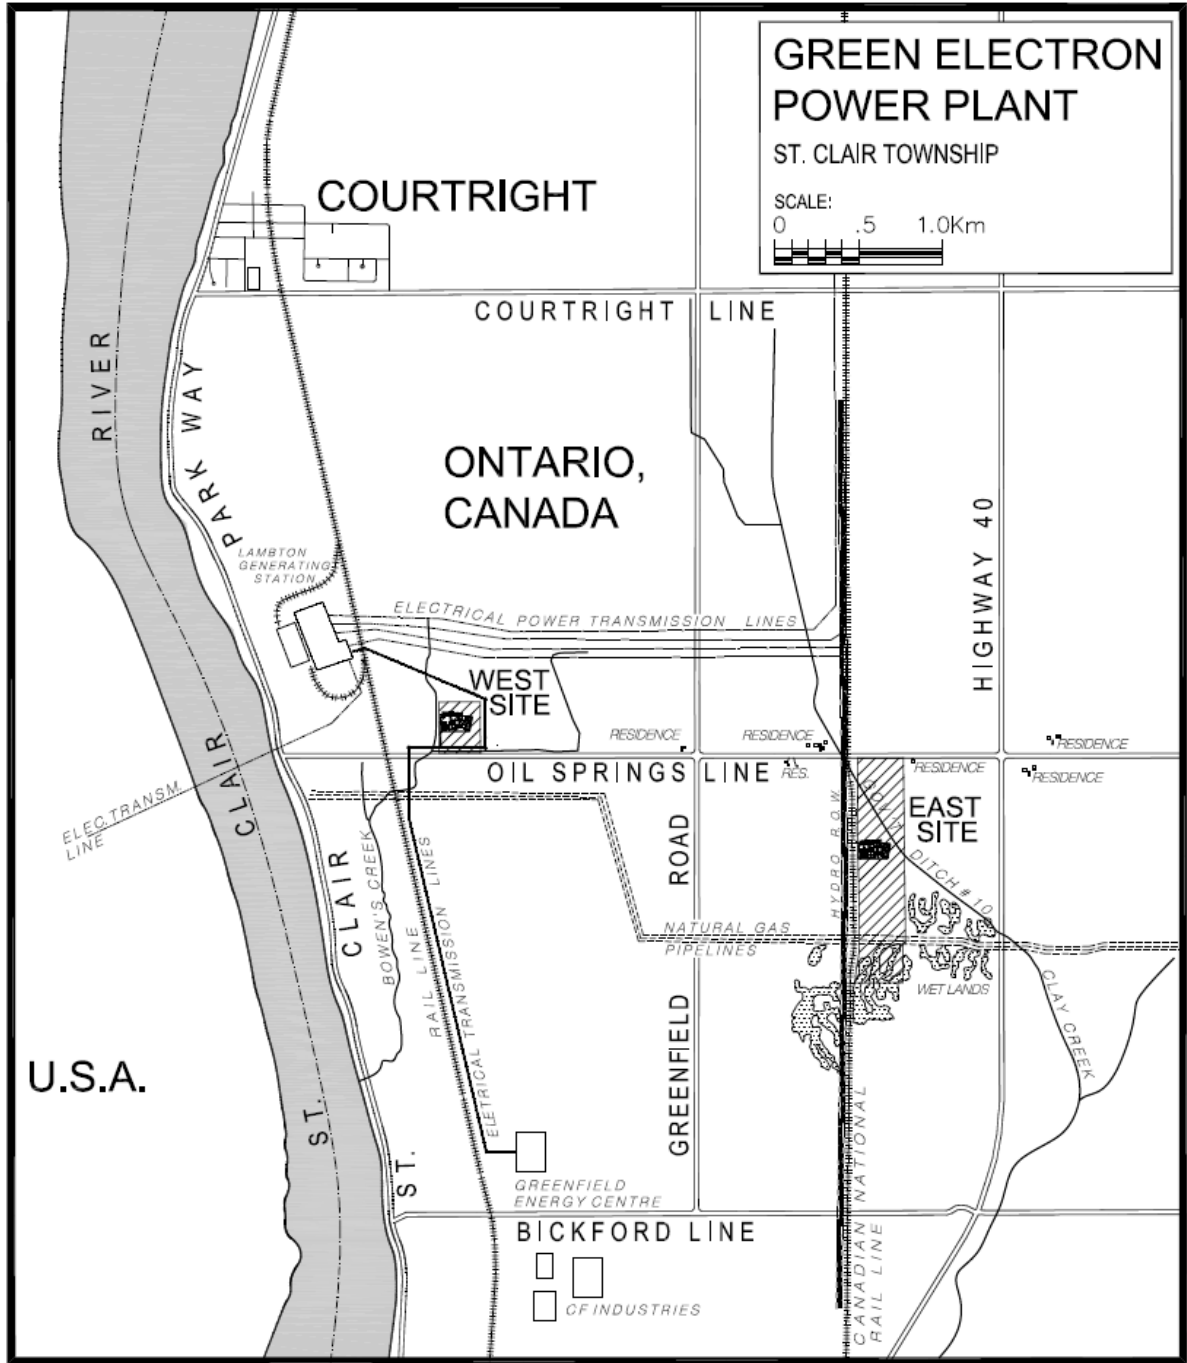 GREEN ELECTRON
POWER PLANT
ST. CLAIR TOWNSHIP
SCALE:
0 .5 1.0Km
COURTRIGHT
COURTRIGHT LINE
RIVER
PARK WAY
ONTARIO,
CANADA
HIGHWAY 40
LAMBTON
GENERATING
STATION
ELECTRICAL POWER TRANSMISSION LINES
WEST
SITE
RESIDENCE
RESIDENCE
RESIDENCE
OIL SPRINGS LINE
RES.
RESIDENCE
RESIDENCE
ELEC.TRANSM.
LINE
CLAIR
CLAIR
BOWEN'S CREEK
RAIL LINE
ELETRICAL TRANSMISSION LINES
ROAD
HYDRO R.O.W.
EAST
SITE
DITCH # 10
NATURAL GAS
PIPELINES
WET LANDS
CLAY CREEK
GREENFIELD
U.S.A.
ST.
ST.
GREENFIELD
ENERGY CENTRE
BICKFORD LINE
CANADIAN NATIONAL
RAIL LINE
CF INDUSTRIES